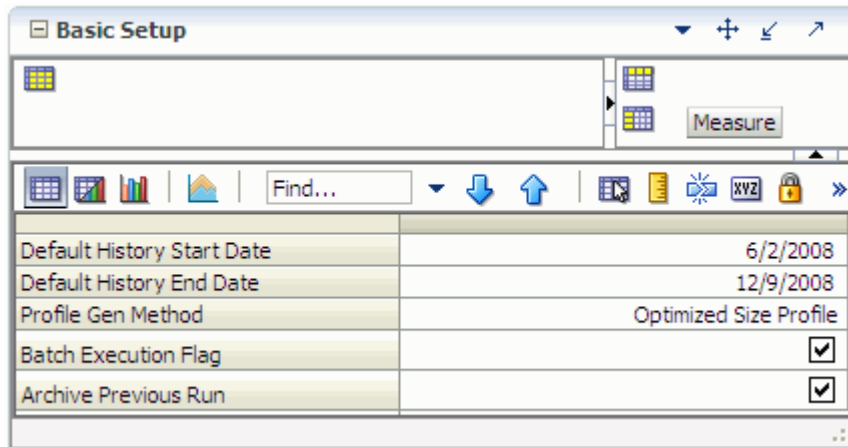 Basic Setup
Measure
Find...
XYZ
Default History Start Date 6/2/2008
Default History End Date 12/9/2008
Profile Gen Method Optimized Size Profile
Batch Execution Flag
Archive Previous Run